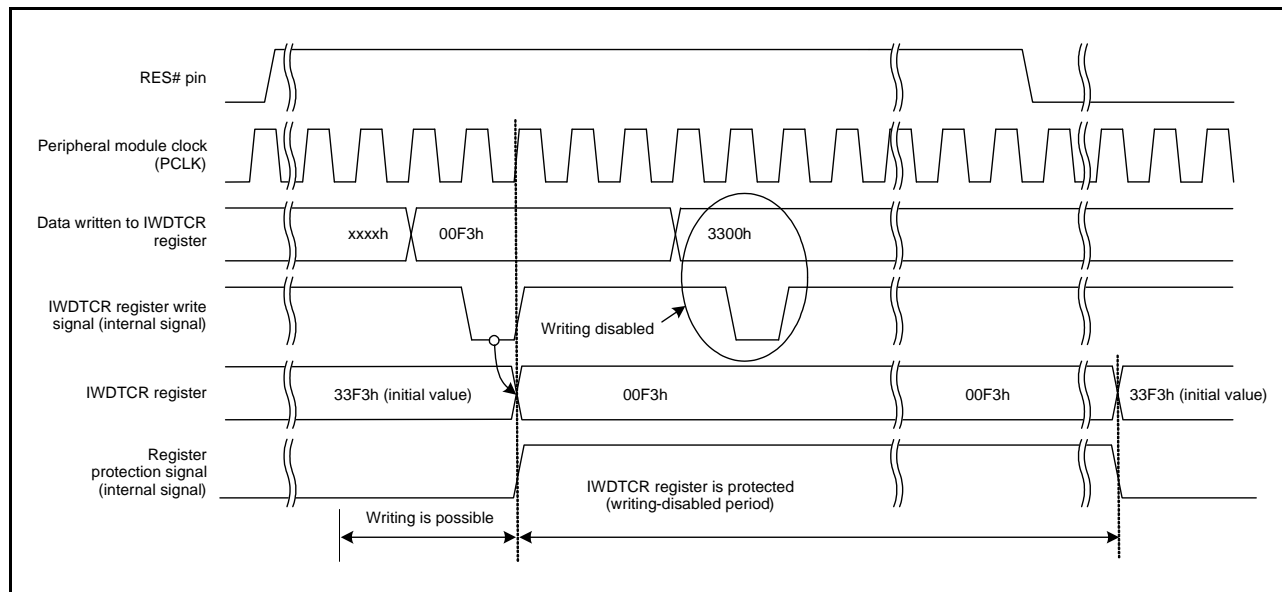 RES# pin
Peripheral module clock
(PCLK)
Data written to IWDTCR
register
xxxxh
00F3h
3300h
IWDTCR register write
signal (internal signal)
Writing disabled
IWDTCR register
33F3h (initial value)
00F3h
00F3h
33F3h (initial value)
Register
protection signal
(internal signal)
IWDTCR register is protected
(writing-disabled period)
Writing is possible